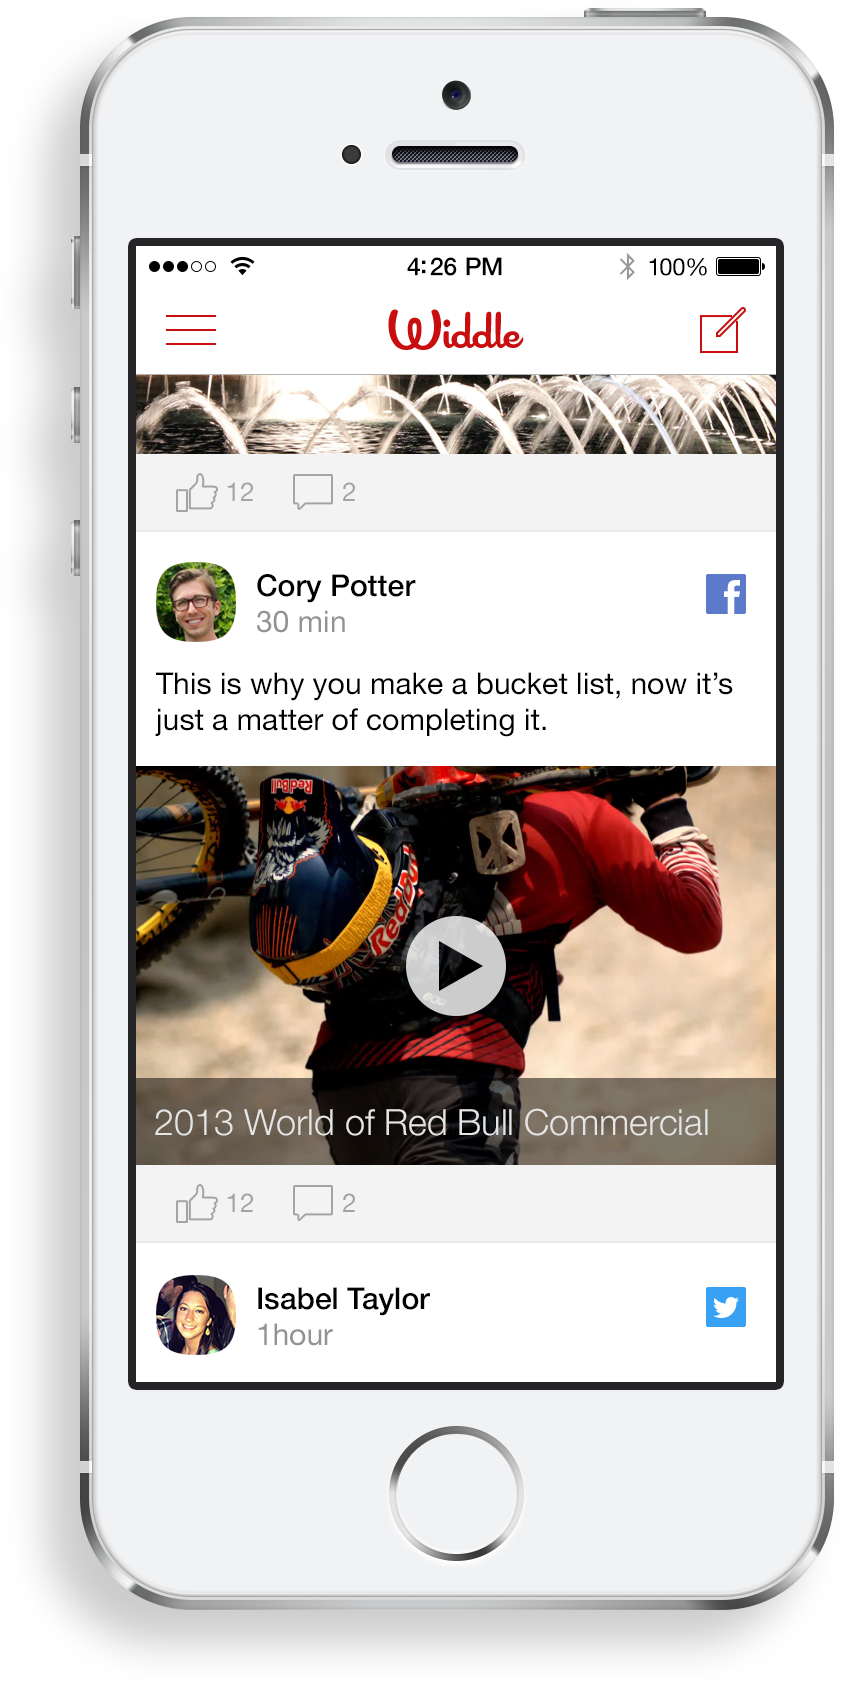 4:26 PM
100%
Widdle
12
2
Cory Potter
30 min
This is why you make a bucket list, now it’s
just a matter of completing it.
Red Bull
Red Bull
2013 World of Red Bull Commercial
12
2
Isabel Taylor
1hour